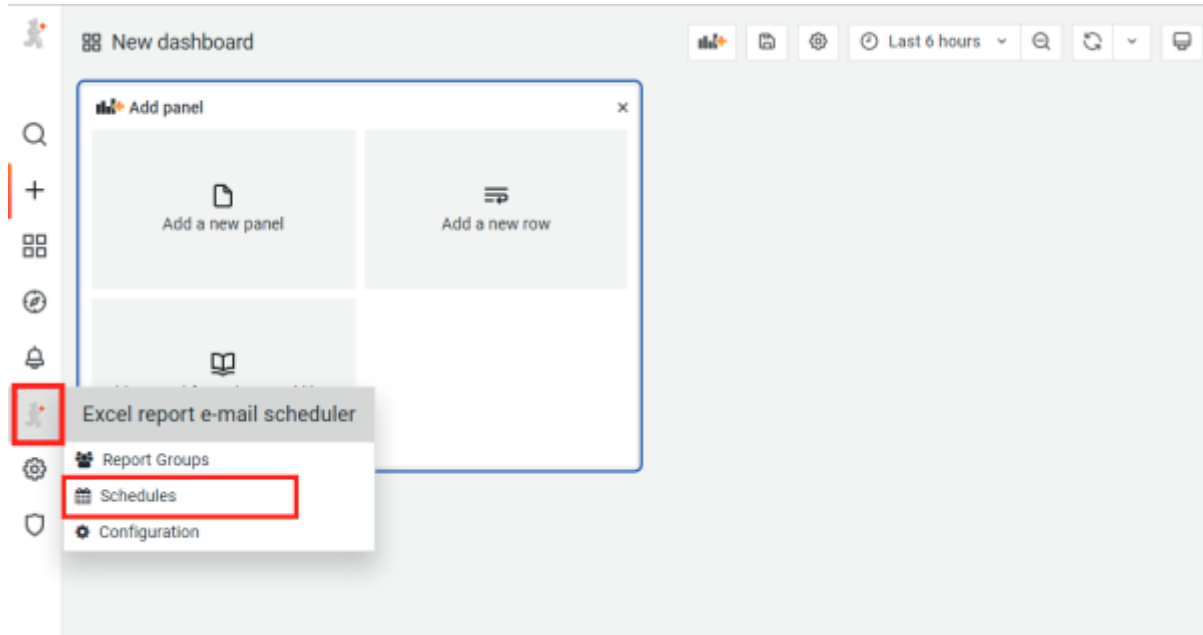 New dashboard
Last 6 hours
Add panel
Add a new panel
Add a new row
Excel report e-mail scheduler
Report Groups
Schedules
Configuration